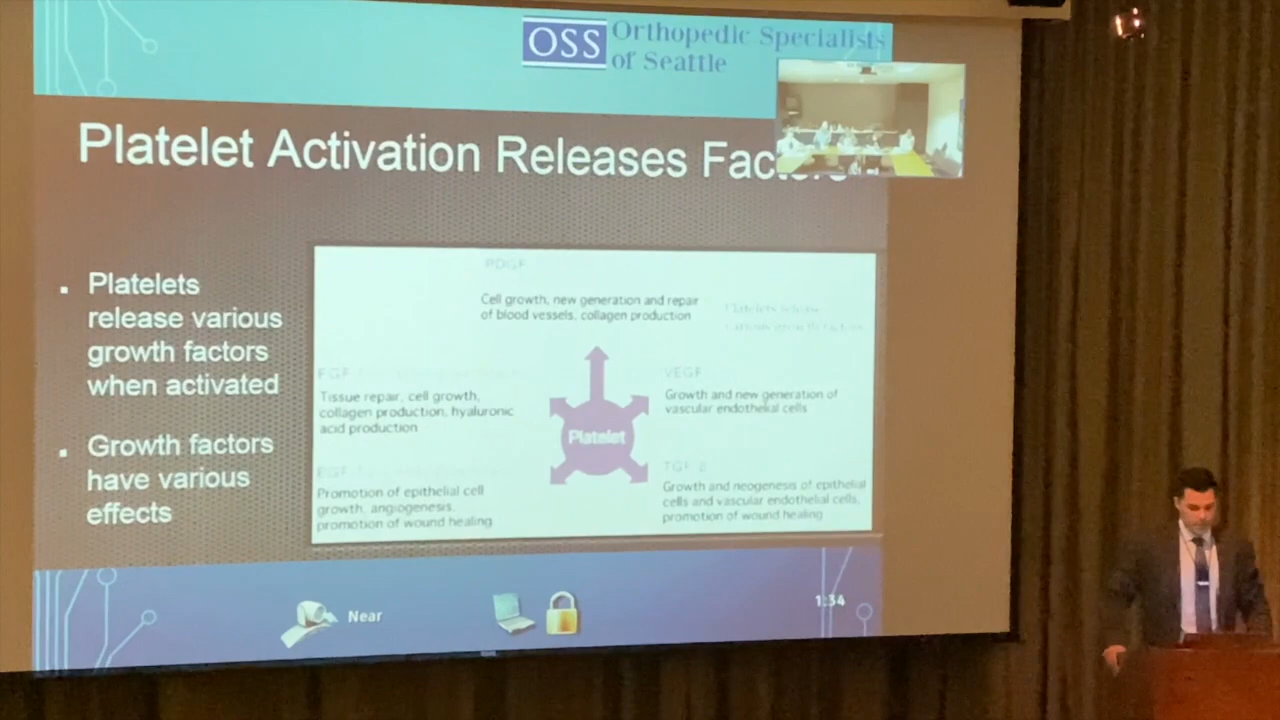 OSS
Orthopedic Specialists
of Seattle
Platelet Activation Releases Factors
Platelets
release various
growth factors
when activated
Growth factors
have various
effects
PDGF
Cell growth, new generation and repair
of blood vessels, collagen production
Platelets release
various growth factors
FGF
Tissue repair, cell growth,
collagen production, hyaluronic
acid production
VEGF
Growth and new generation of
vascular endothelial cells
Platelet
EGF
Promotion of epithelial cell
growth, angiogenesis,
promotion of wound healing
TGF-β
Growth and neogenesis of epithelial
cells and vascular endothelial cells,
promotion of wound healing
Near
1:34